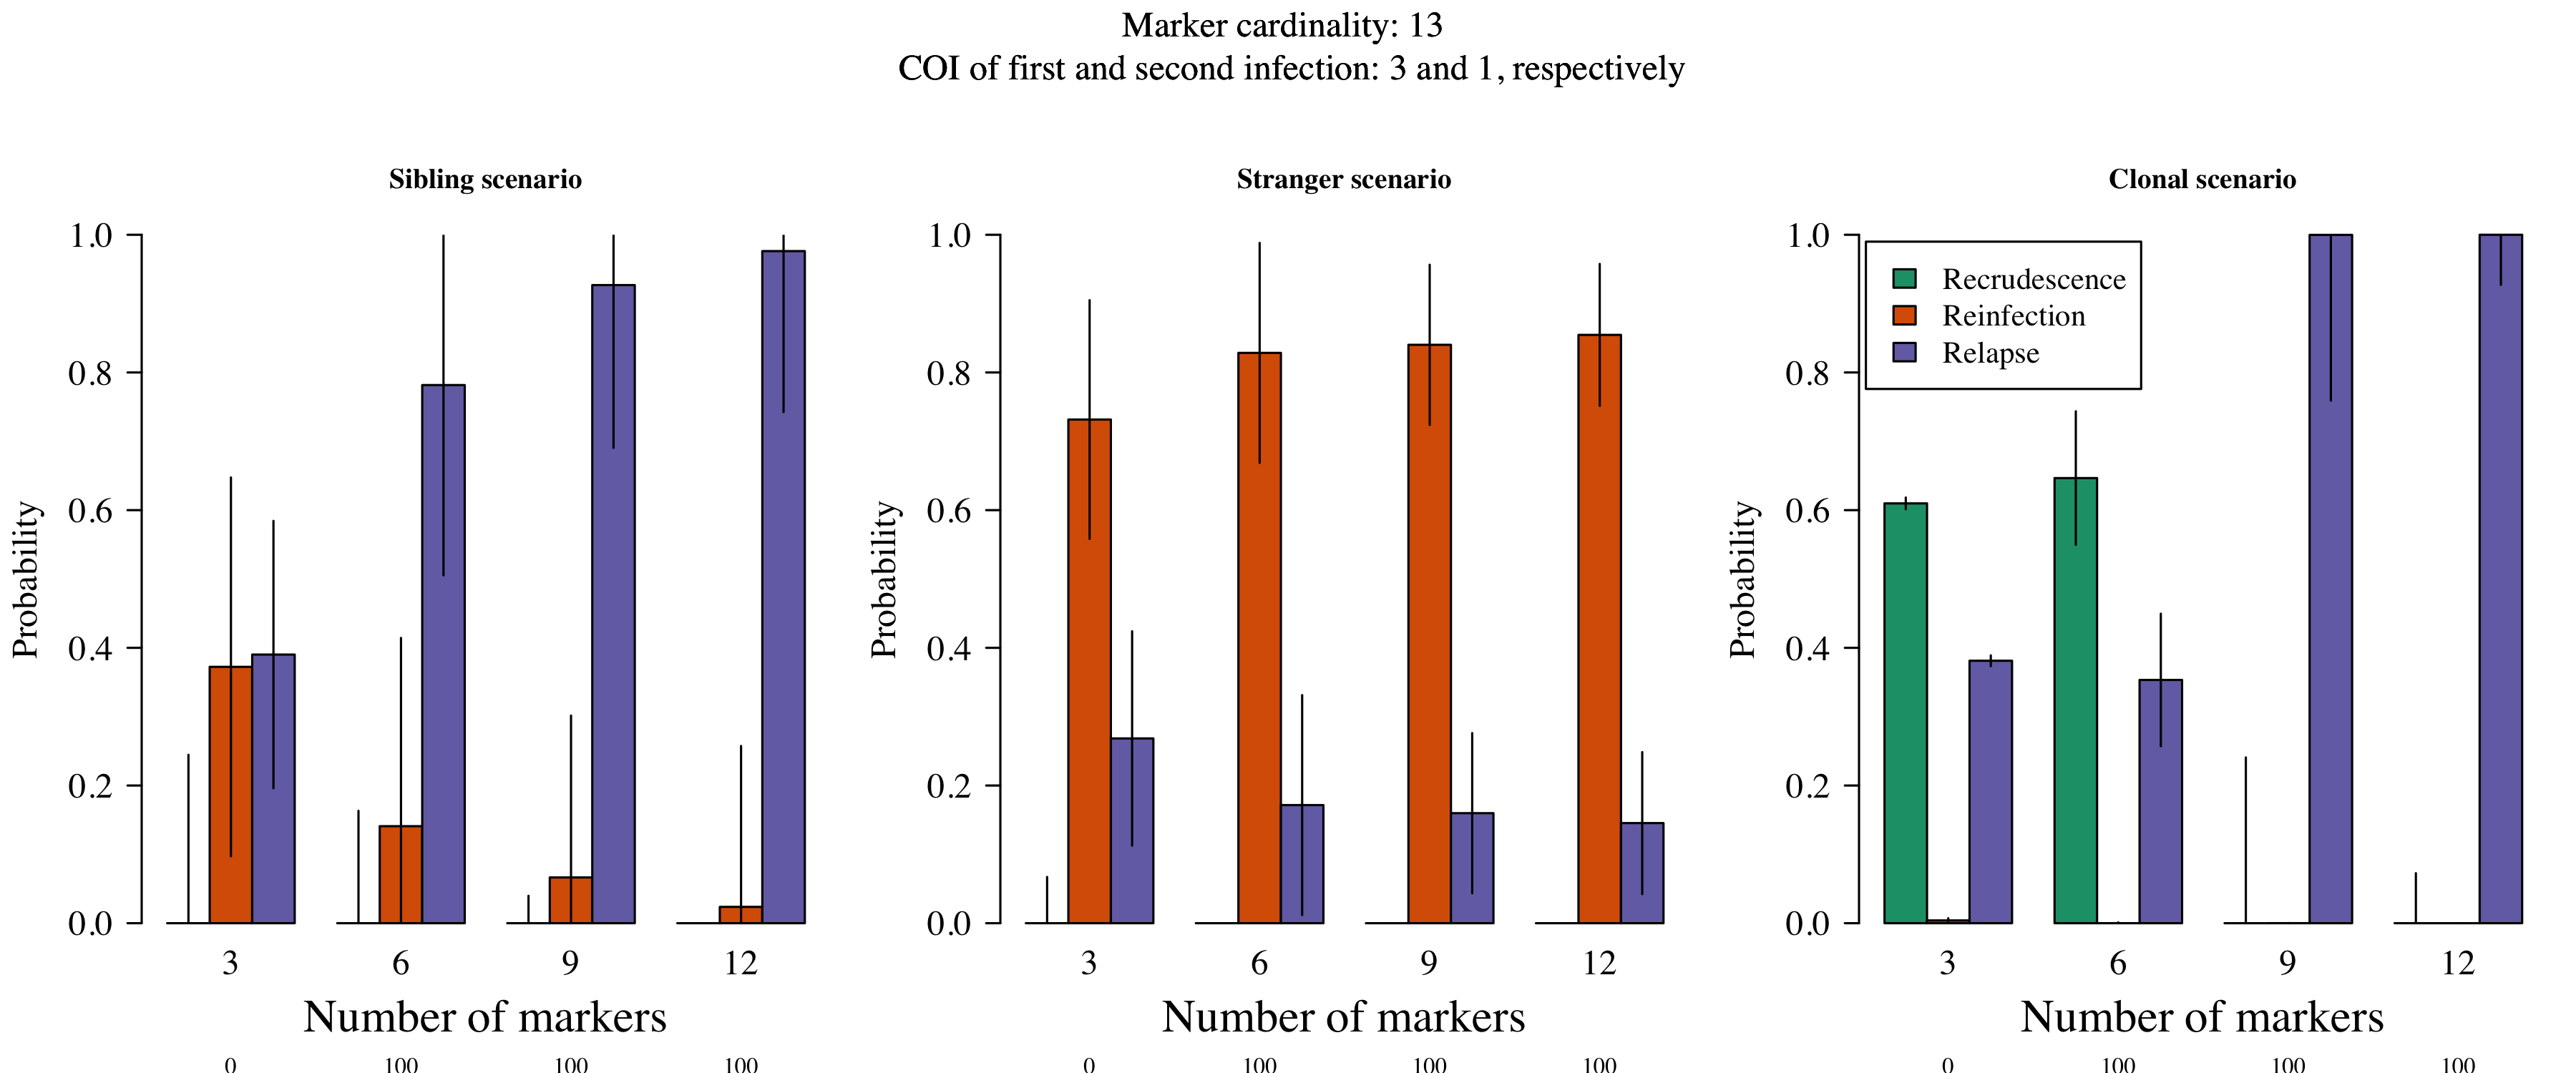 Marker cardinality: 13
COI of first and second infection: 3 and 1, respectively
Sibling scenario
1.0
0.8
0.6
0.4
0.2
0.0
Probability
3 6 9 12
Number of markers
0 100 100 100
Stranger scenario
1.0
0.8
0.6
0.4
0.2
0.0
Probability
3 6 9 12
Number of markers
0 100 100 100
Clonal scenario
1.0
0.8
0.6
0.4
0.2
0.0
Probability
Recrudescence
Reinfection
Relapse
3 6 9 12
Number of markers
0 100 100 100